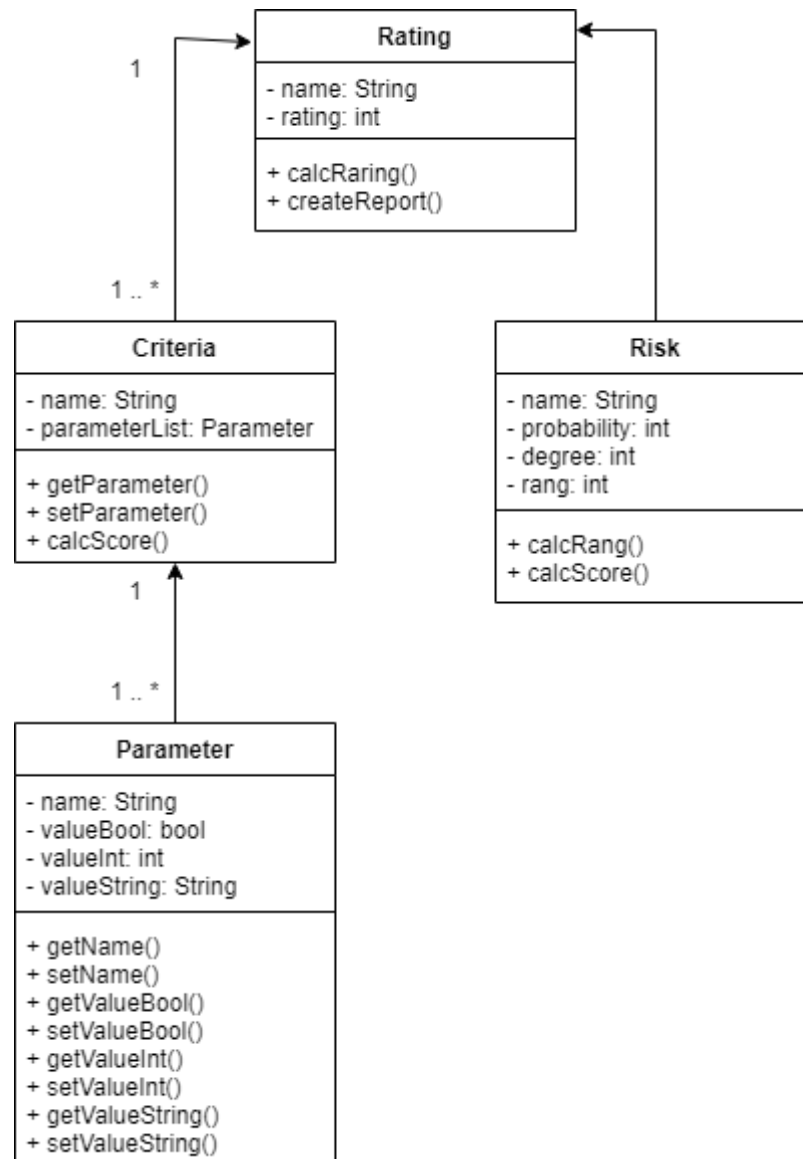 Rating
- name: String
- rating: int
+ calcRaring()
+ createReport()
1
1 .. *
Criteria
- name: String
- parameterList: Parameter
+ getParameter()
+ setParameter()
+ calcScore()
Risk
- name: String
- probability: int
- degree: int
- rang: int
+ calcRang()
+ calcScore()
1
1 .. *
Parameter
- name: String
- valueBool: bool
- valueInt: int
- valueString: String
+ getName()
+ setName()
+ getValueBool()
+ setValueBool()
+ getValueInt()
+ setValueInt()
+ getValueString()
+ setValueString()